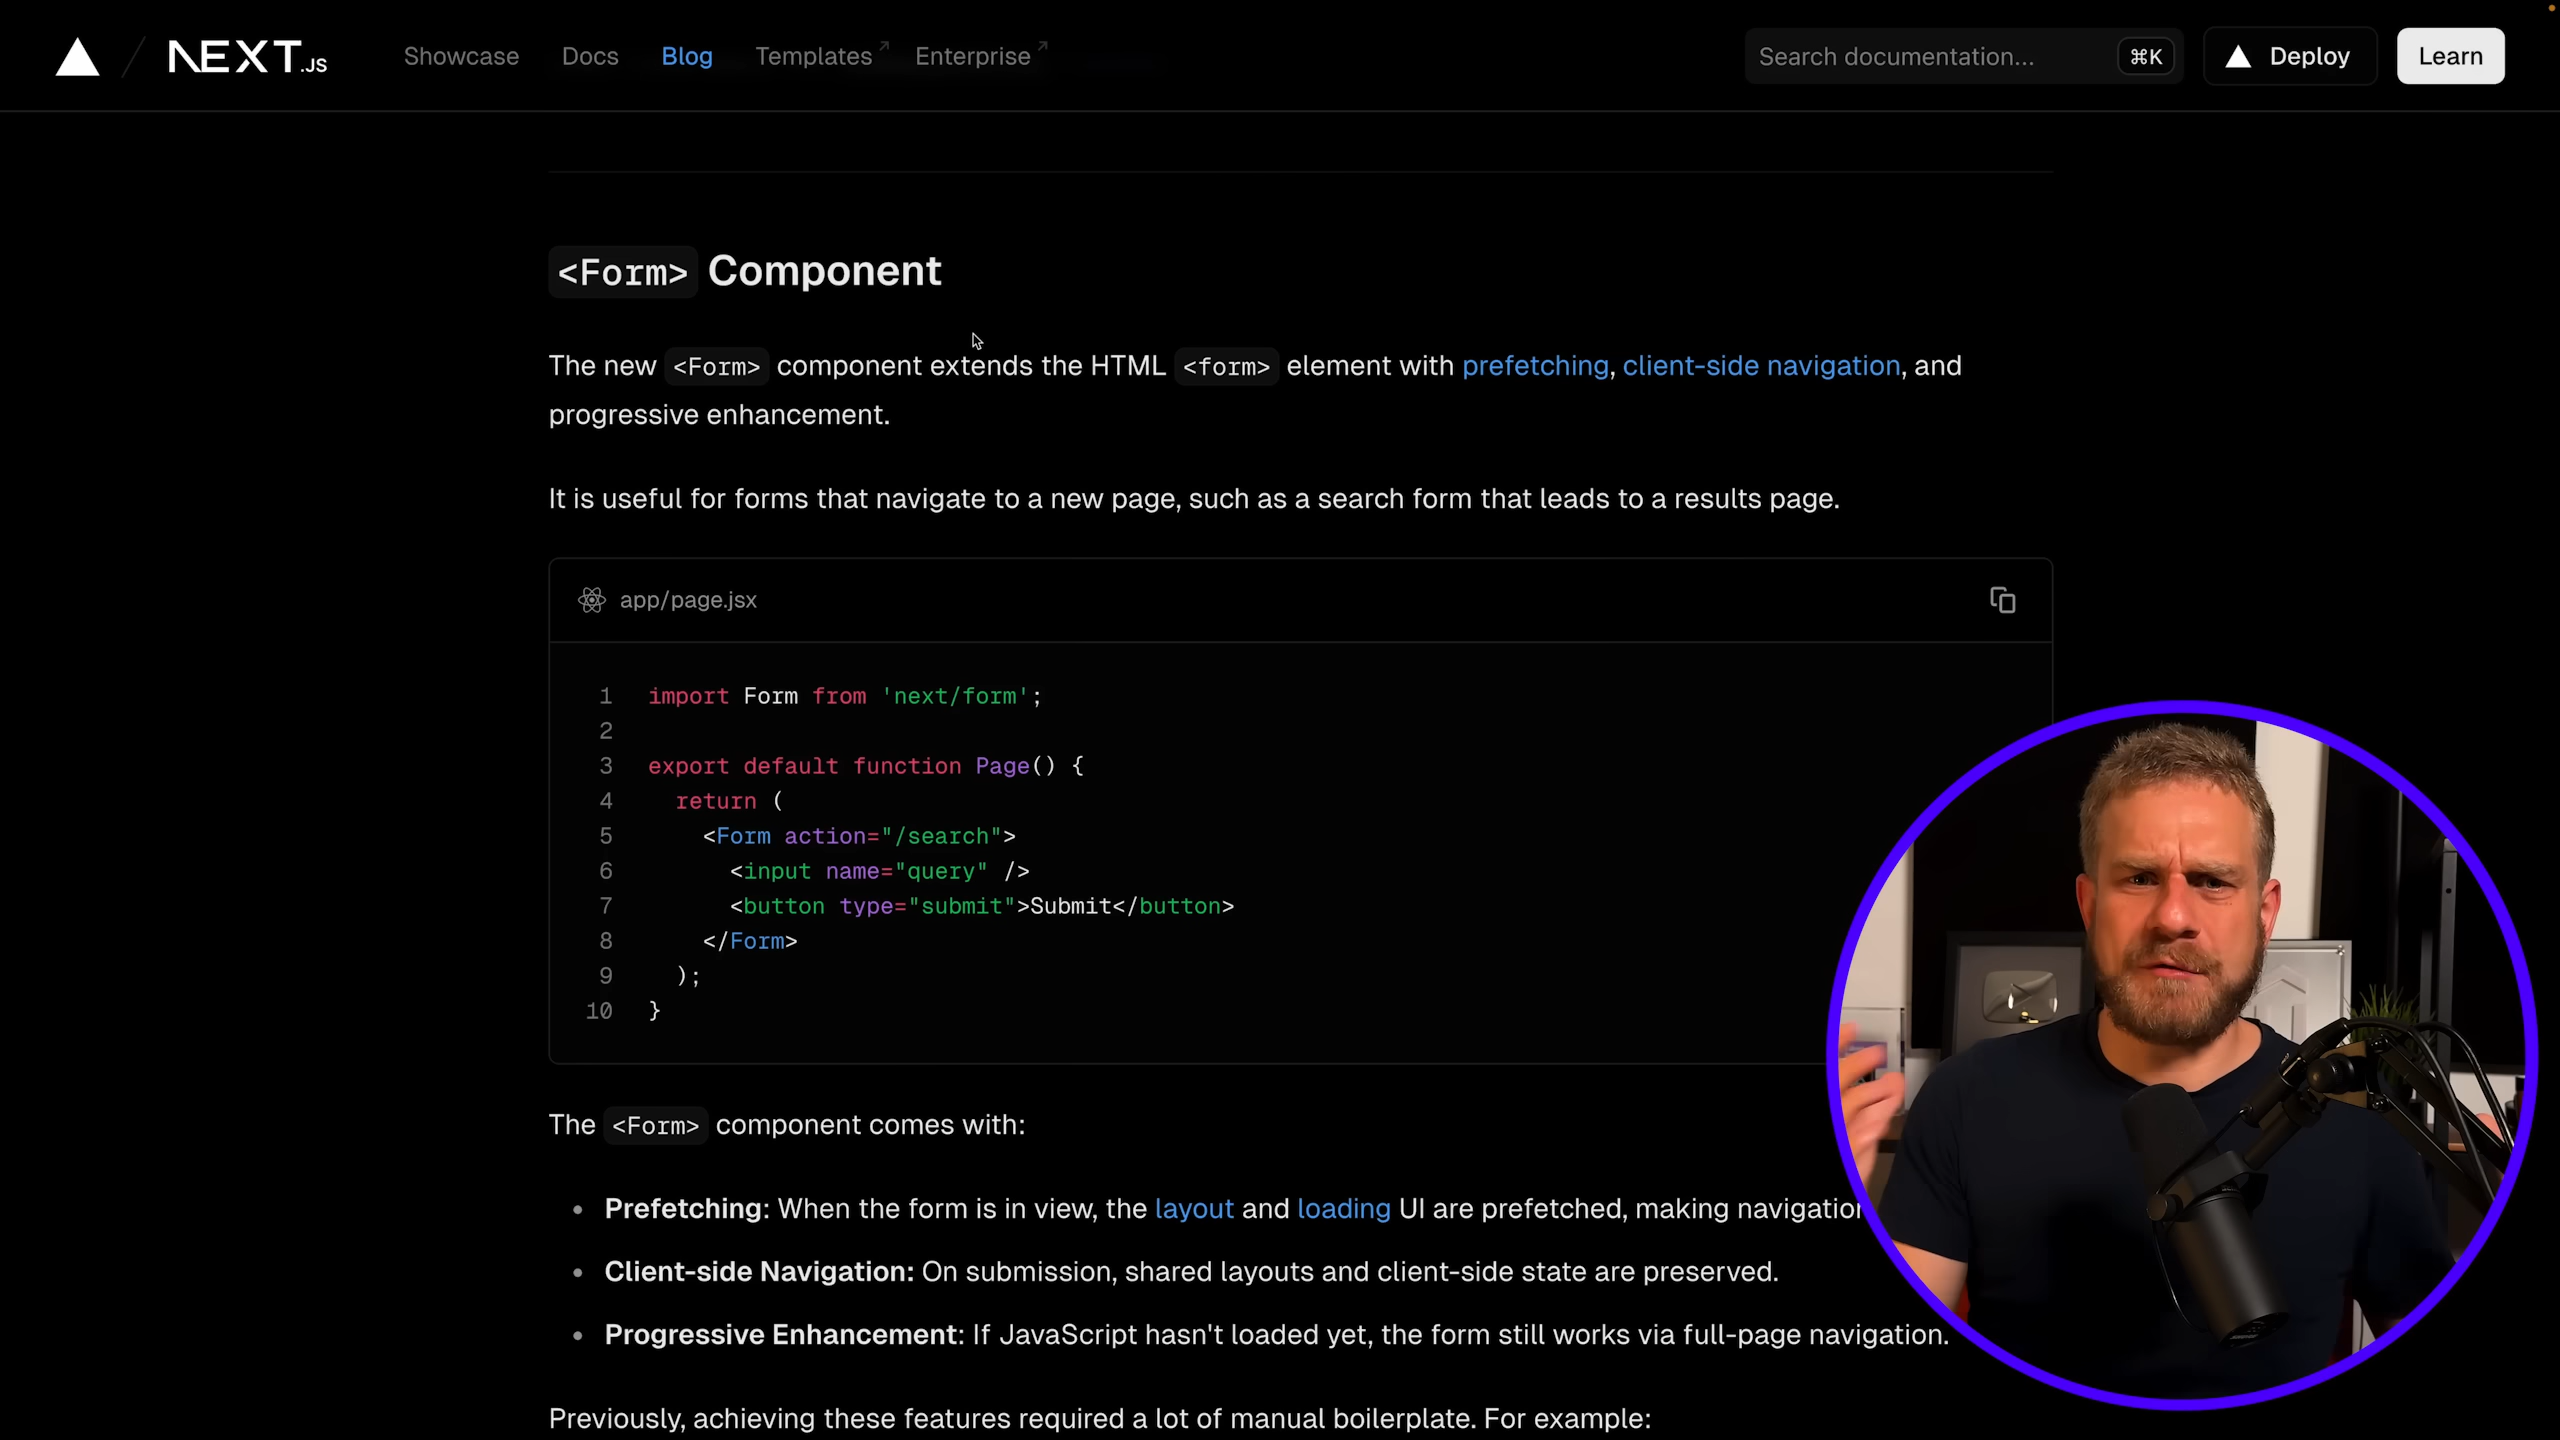 NEXT.JS
Showcase
Docs
Blog
Templates
Enterprise
Search documentation...
⌘K
Deploy
Learn
<Form> Component
The new <Form> component extends the HTML <form> element with prefetching, client-side navigation, and
progressive enhancement.
It is useful for forms that navigate to a new page, such as a search form that leads to a results page.
app/page.jsx
1 import Form from 'next/form';
2
3 export default function Page() {
4 return (
5 <Form action="/search">
6 <input name="query" />
7 <button type="submit">Submit</button>
8 </Form>
9 );
10 }
The <Form> component comes with:
• Prefetching: When the form is in view, the layout and loading UI are prefetched, making
• Client-side Navigation: On submission, shared layouts and client-side state are preserved.
• Progressive Enhancement: If JavaScript hasn't loaded yet, the form still works via full-page navigation.
Previously, achieving these features required a lot of manual boilerplate. For example: